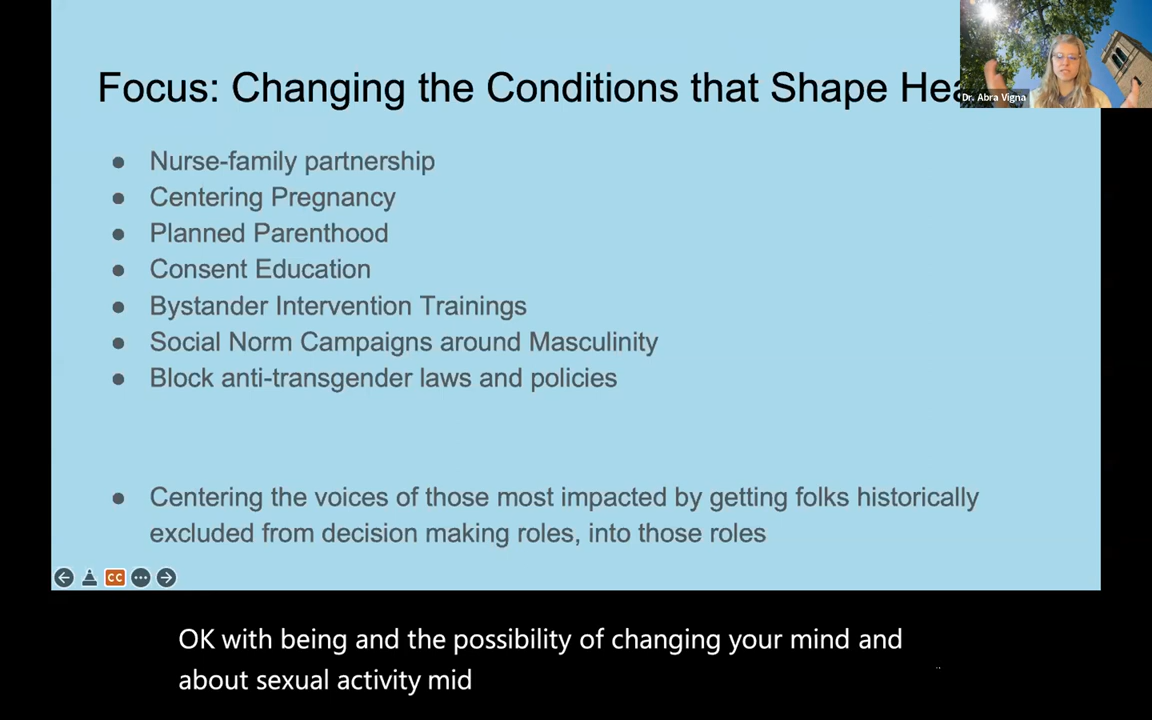 Focus: Changing the Conditions that Shape Hea
Dr. Abra Vigna
● Nurse-family partnership
● Centering Pregnancy
● Planned Parenthood
● Consent Education
● Bystander Intervention Trainings
● Social Norm Campaigns around Masculinity
● Block anti-transgender laws and policies
● Centering the voices of those most impacted by getting folks historically
excluded from decision making roles, into those roles
CC
OK with being and the possibility of changing your mind and
about sexual activity mid